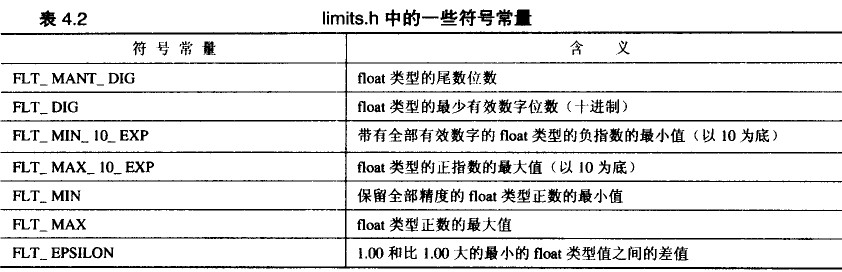 表 4.2 limits.h 中的一些符号常量
符 号 常 量 含 义
FLT_ MANT_ DIG float 类型的尾数位数
FLT_ DIG float 类型的最少有效数字位数（十进制）
FLT_ MIN_ 10_ EXP 带有全部有效数字的 float 类型的负指数的最小值（以 10 为底）
FLT_ MAX_ 10_ EXP float 类型的正指数的最大值（以 10 为底）
FLT_ MIN 保留全部精度的 float 类型正数的最小值
FLT_ MAX float 类型正数的最大值
FLT_ EPSILON 1.00 和比 1.00 大的最小的 float 类型值之间的差值